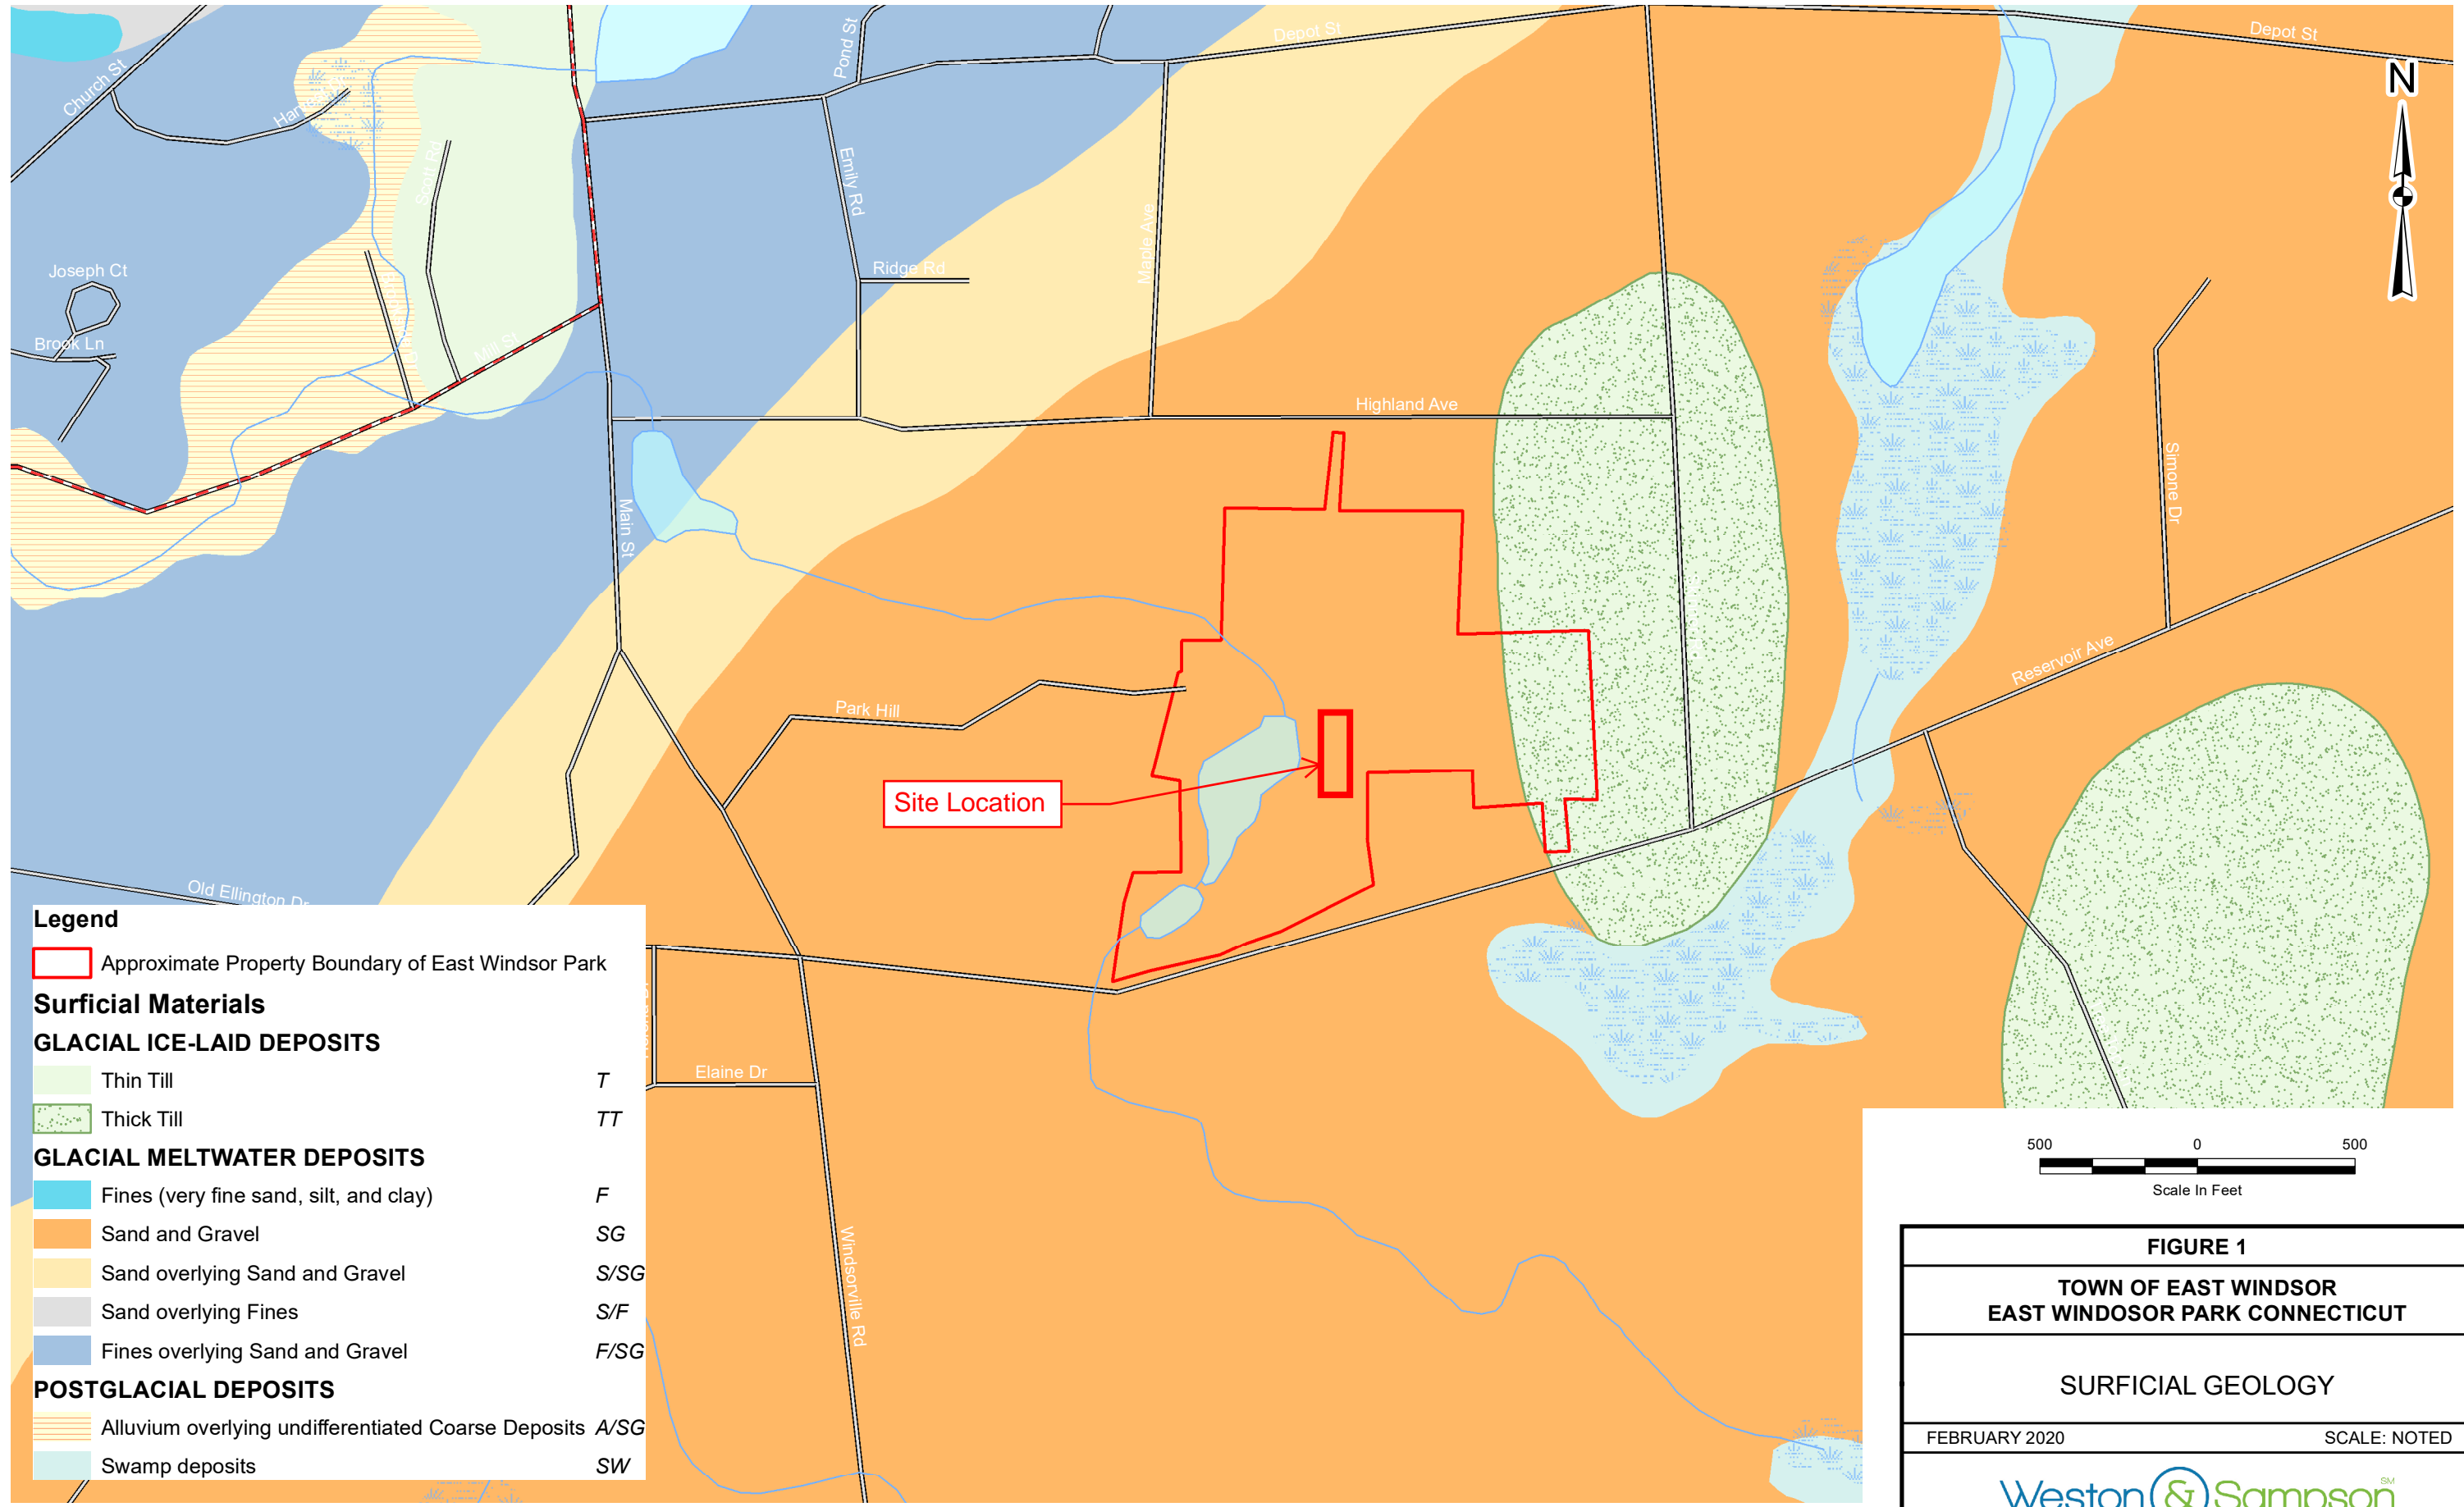 Depot St
Depot St
N
Pond St
Church St
Scott Rd
Emily Rd
Maple Ave
Ridge Rd
Joseph Ct
Brook Ln
Mill St
Highland Ave
Main St
Simone Dr
Reservoir Ave
Park Hill
Site Location
Old Ellington Dr
Elaine Dr
Windsorville Rd
Legend
Approximate Property Boundary of East Windsor Park
Surficial Materials
GLACIAL ICE-LAID DEPOSITS
Thin Till T
Thick Till TT
GLACIAL MELTWATER DEPOSITS
Fines (very fine sand, silt, and clay) F
Sand and Gravel SG
Sand overlying Sand and Gravel S/SG
Sand overlying Fines S/F
Fines overlying Sand and Gravel F/SG
POSTGLACIAL DEPOSITS
Alluvium overlying undifferentiated Coarse Deposits A/SG
Swamp deposits SW
500 0 500
Scale In Feet
FIGURE 1
TOWN OF EAST WINDSOR
EAST WINDOSOR PARK CONNECTICUT
SURFICIAL GEOLOGY
FEBRUARY 2020 SCALE: NOTED
Weston & Sampson SM